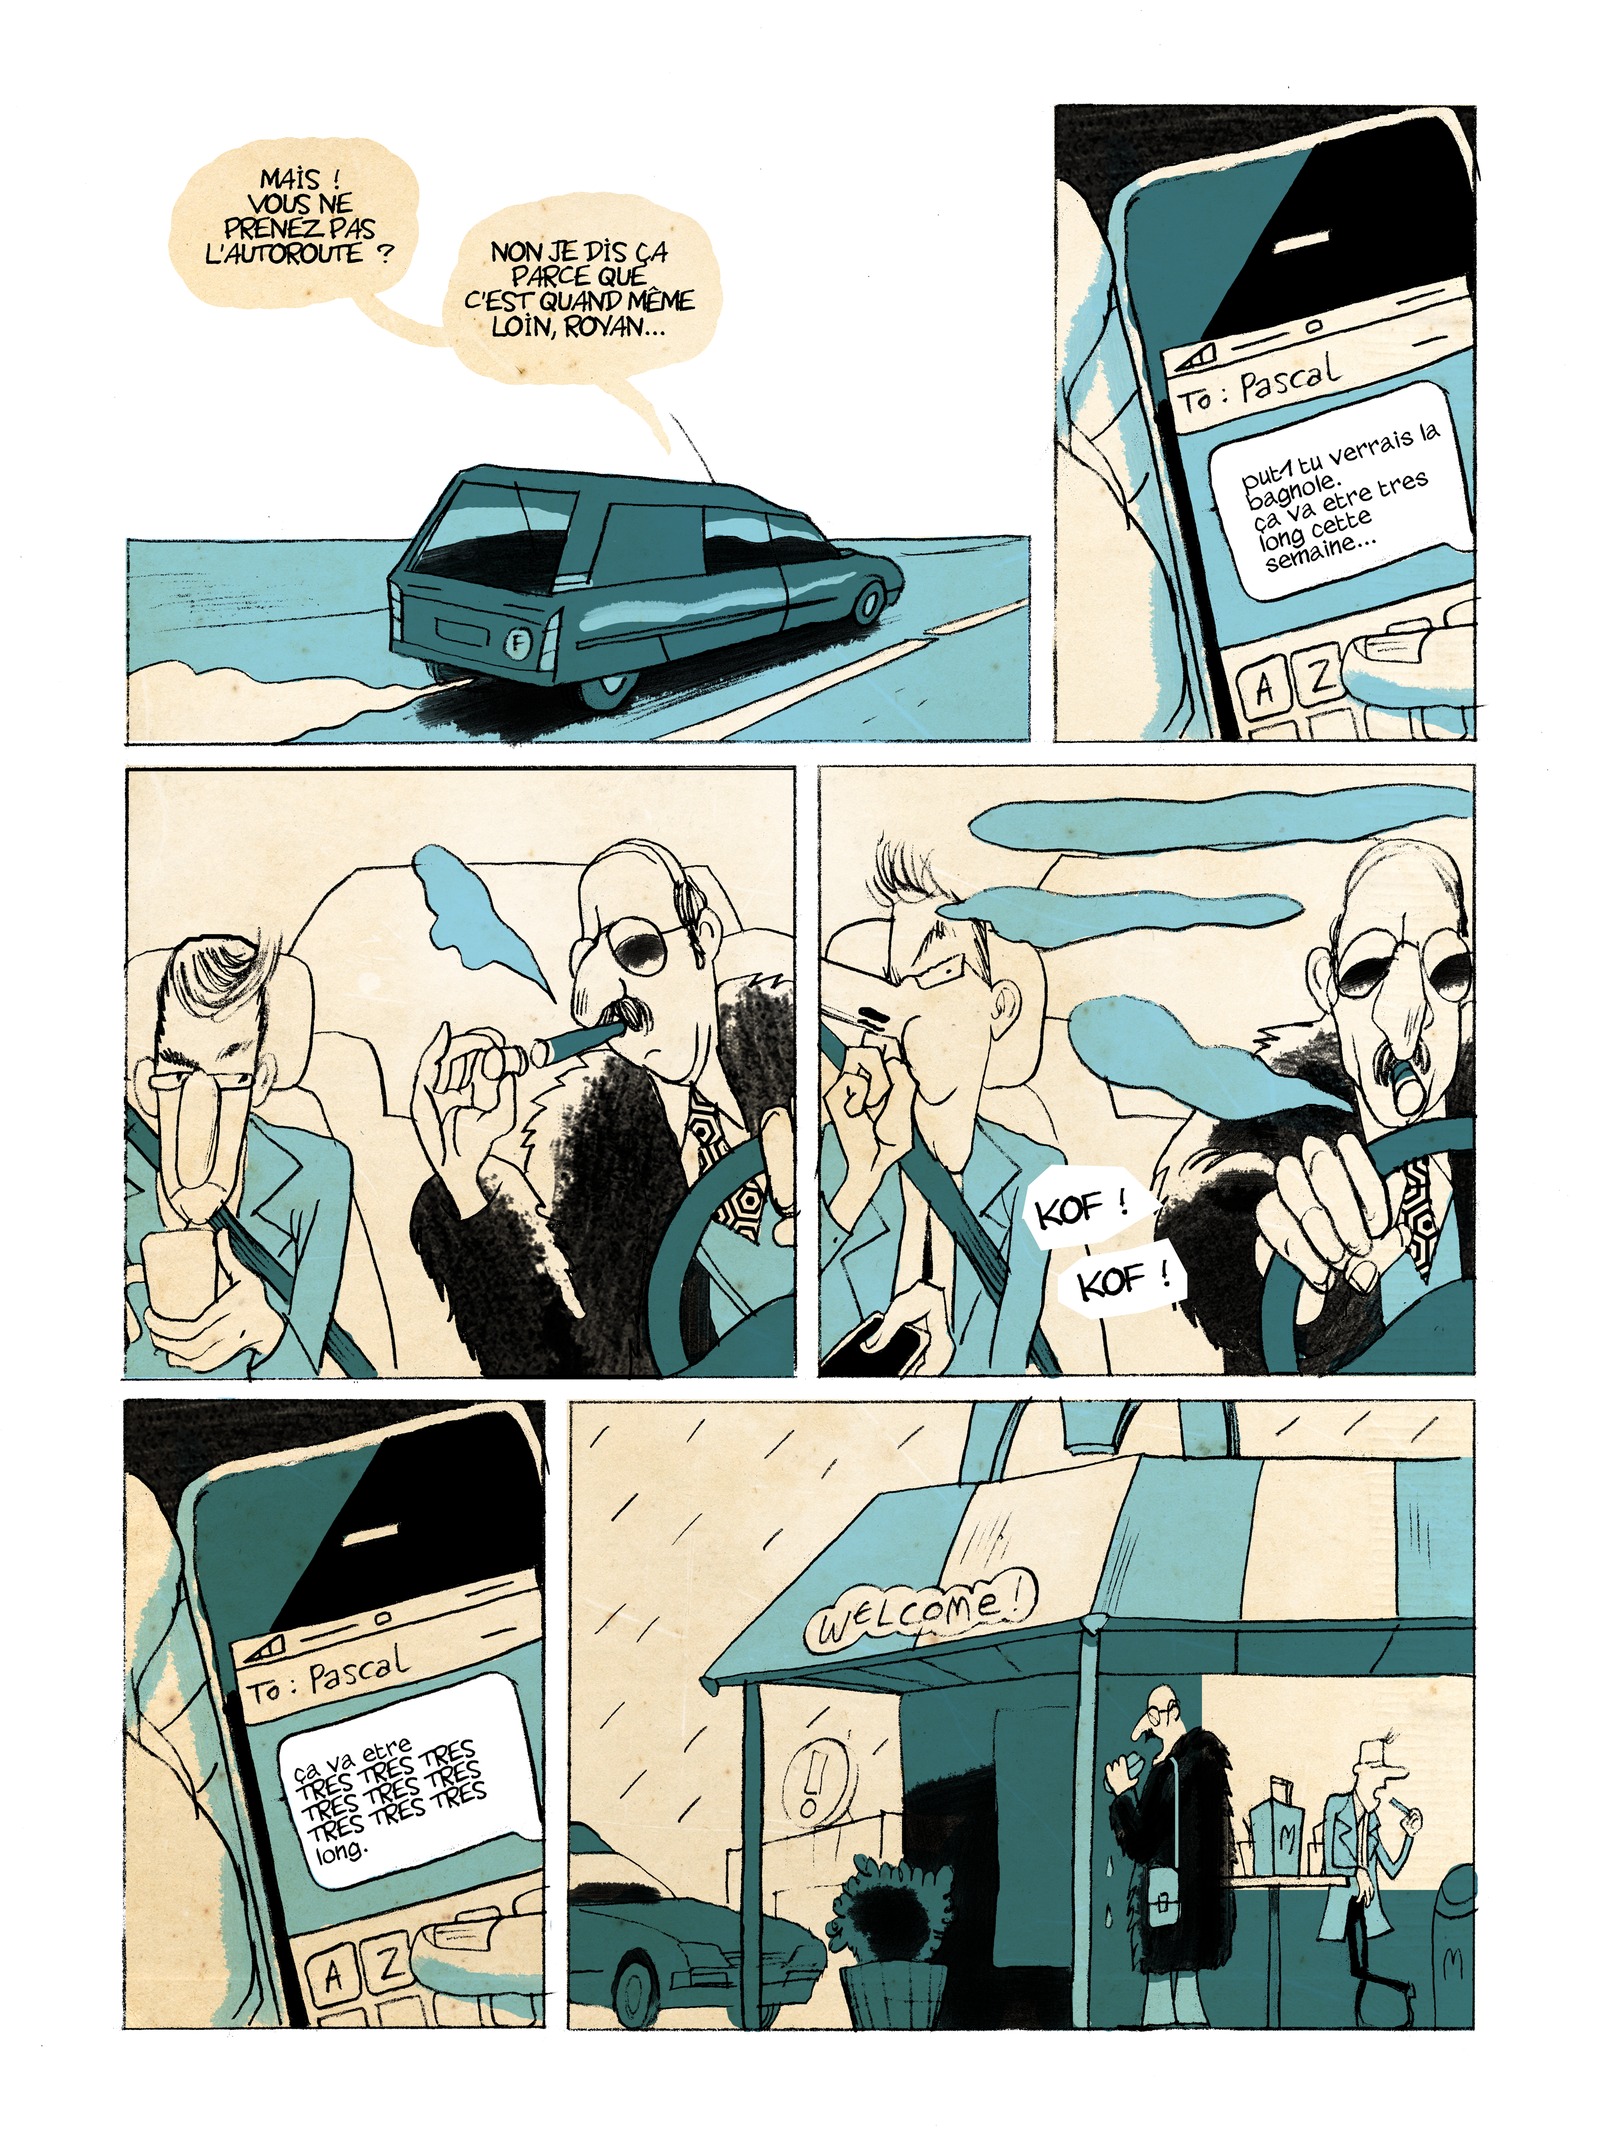 MAIS !
VOUS NE
PRENEZ PAS
L'AUTOROUTE ?
NON JE DIS ÇA
PARCE QUE
C'EST QUAND MÊME
LOIN, ROYAN...
F
To : Pascal
put1 tu verrais la
bagnole.
ça va etre tres
long cette
semaine...
A Z
KOF !
KOF !
To : Pascal
ça va etre
TRES TRES TRES
TRES TRES TRES
TRES TRES TRES
long.
A Z
WELCOME !
!
M
M